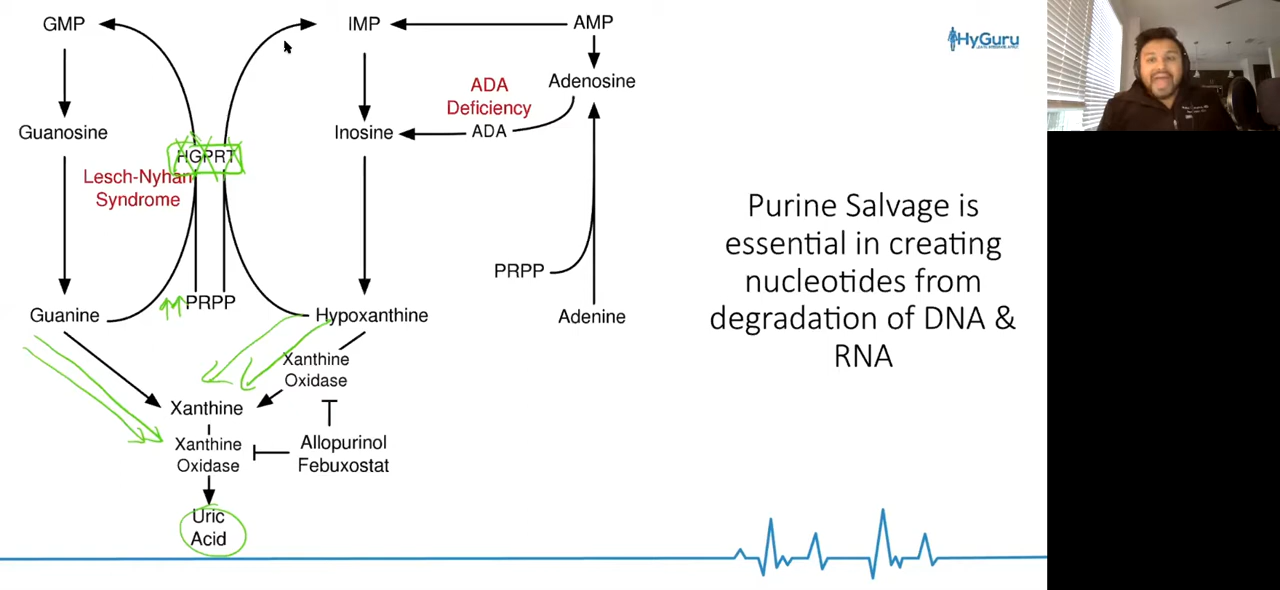 GMP
IMP
AMP
HyGuru
ADA
Deficiency
Adenosine
Guanosine
Inosine
ADA
HGPRT
Lesch-Nyhan
Syndrome
Purine Salvage is
essential in creating
nucleotides from
degradation of DNA &
RNA
PRPP
PRPP
Guanine
Hypoxanthine
Adenine
Xanthine
Oxidase
Xanthine
Xanthine
Oxidase
Allopurinol
Febuxostat
Uric
Acid